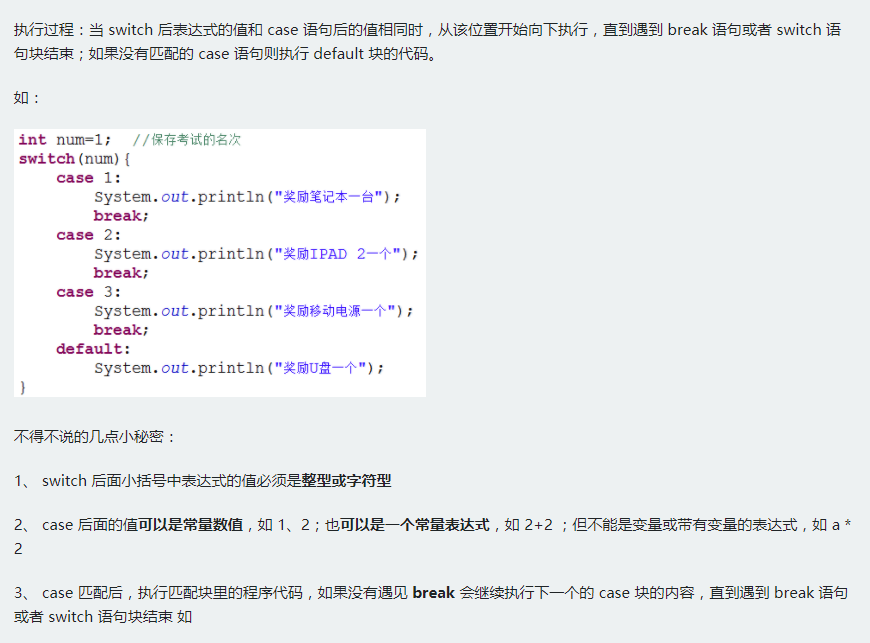 执行过程：当 switch 后表达式的值和 case 语句后的值相同时，从该位置开始向下执行，直到遇到 break 语句或者 switch 语
句块结束；如果没有匹配的 case 语句则执行 default 块的代码。
如：
int num=1;  //保存考试的名次
switch(num){
    case 1:
        System.out.println("奖励笔记本一台");
        break;
    case 2:
        System.out.println("奖励IPAD 2一个");
        break;
    case 3:
        System.out.println("奖励移动电源一个");
        break;
    default:
        System.out.println("奖励U盘一个");
}
不得不说的几点小秘密：
1、 switch 后面小括号中表达式的值必须是整型或字符型
2、 case 后面的值可以是常量数值，如 1、2；也可以是一个常量表达式，如 2+2 ；但不能是变量或带有变量的表达式，如 a *
2
3、 case 匹配后，执行匹配块里的程序代码，如果没有遇见 break 会继续执行下一个的 case 块的内容，直到遇到 break 语句
或者 switch 语句块结束 如